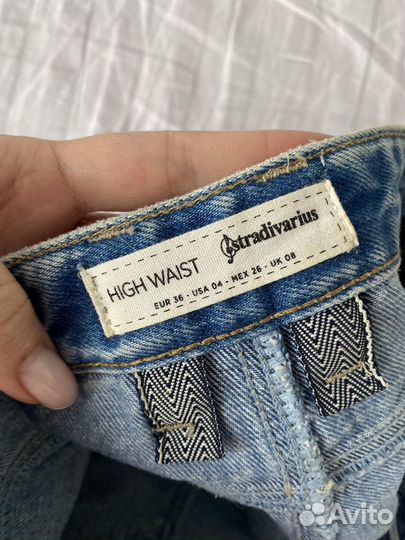 HIGH WAIST stradivarius
EUR 36 - USA 04 - MEX 26 - UK 08
Avito